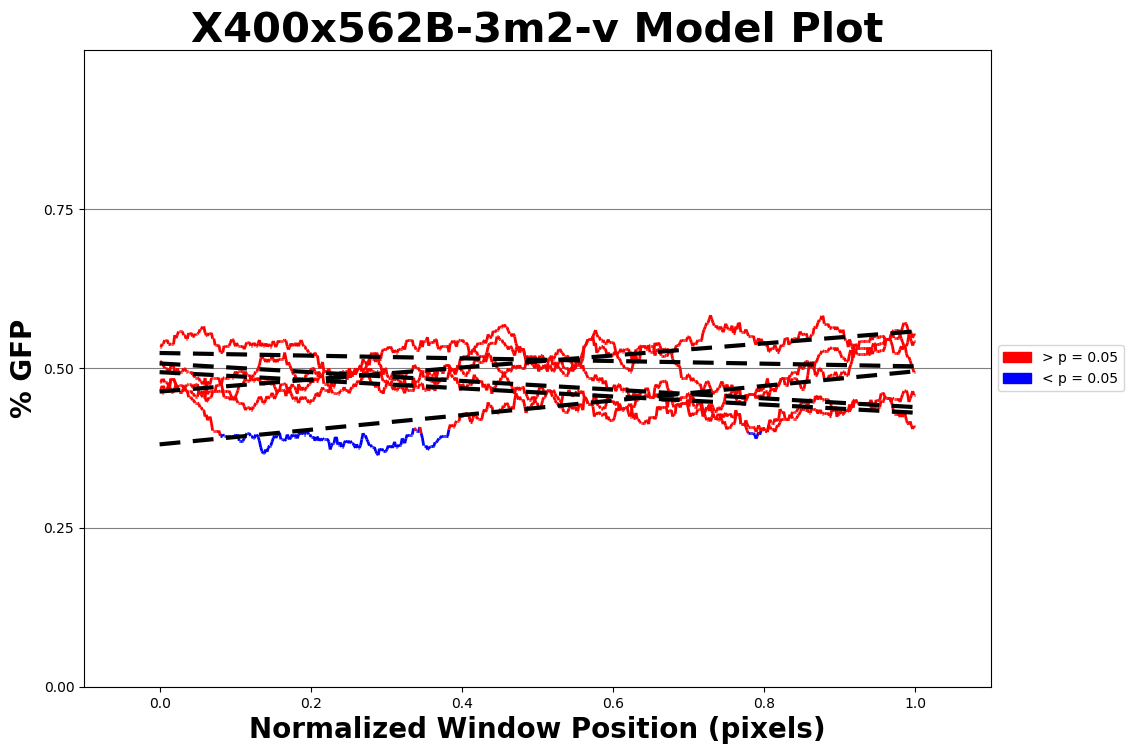 X400x562B-3m2-v Model Plot
% GFP
0.75
0.50
0.25
0.00
0.0 0.2 0.4 0.6 0.8 1.0
Normalized Window Position (pixels)
> p = 0.05
< p = 0.05